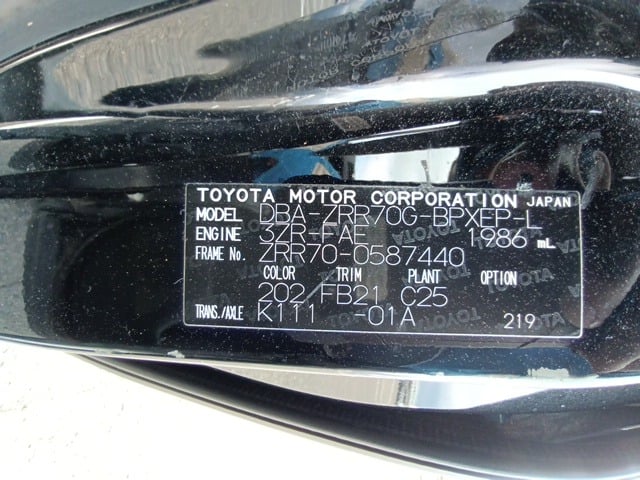 TOYOTA MOTOR CORPORATION JAPAN
MODEL DBA-ZRR70G-BPXEP-L
ENGINE 3ZR-FAE 1986 mL
FRAME No. ZRR70-0587440
COLOR TRIM PLANT OPTION
202 FB21 C25
TRANS./AXLE K111 -01A 219